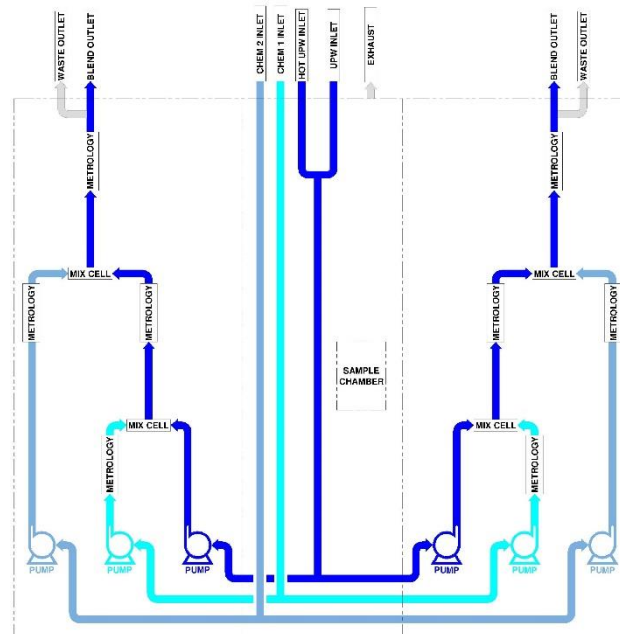 WASTE OUTLET
BLEND OUTLET
CHEM 2 INLET
CHEM 1 INLET
HOT UPW INLET
UPW INLET
EXHAUST
BLEND OUTLET
WASTE OUTLET
METROLOGY
METROLOGY
MIX CELL
MIX CELL
METROLOGY
METROLOGY
METROLOGY
METROLOGY
SAMPLE
CHAMBER
MIX CELL
MIX CELL
METROLOGY
METROLOGY
PUMP
PUMP
PUMP
PUMP
PUMP
PUMP